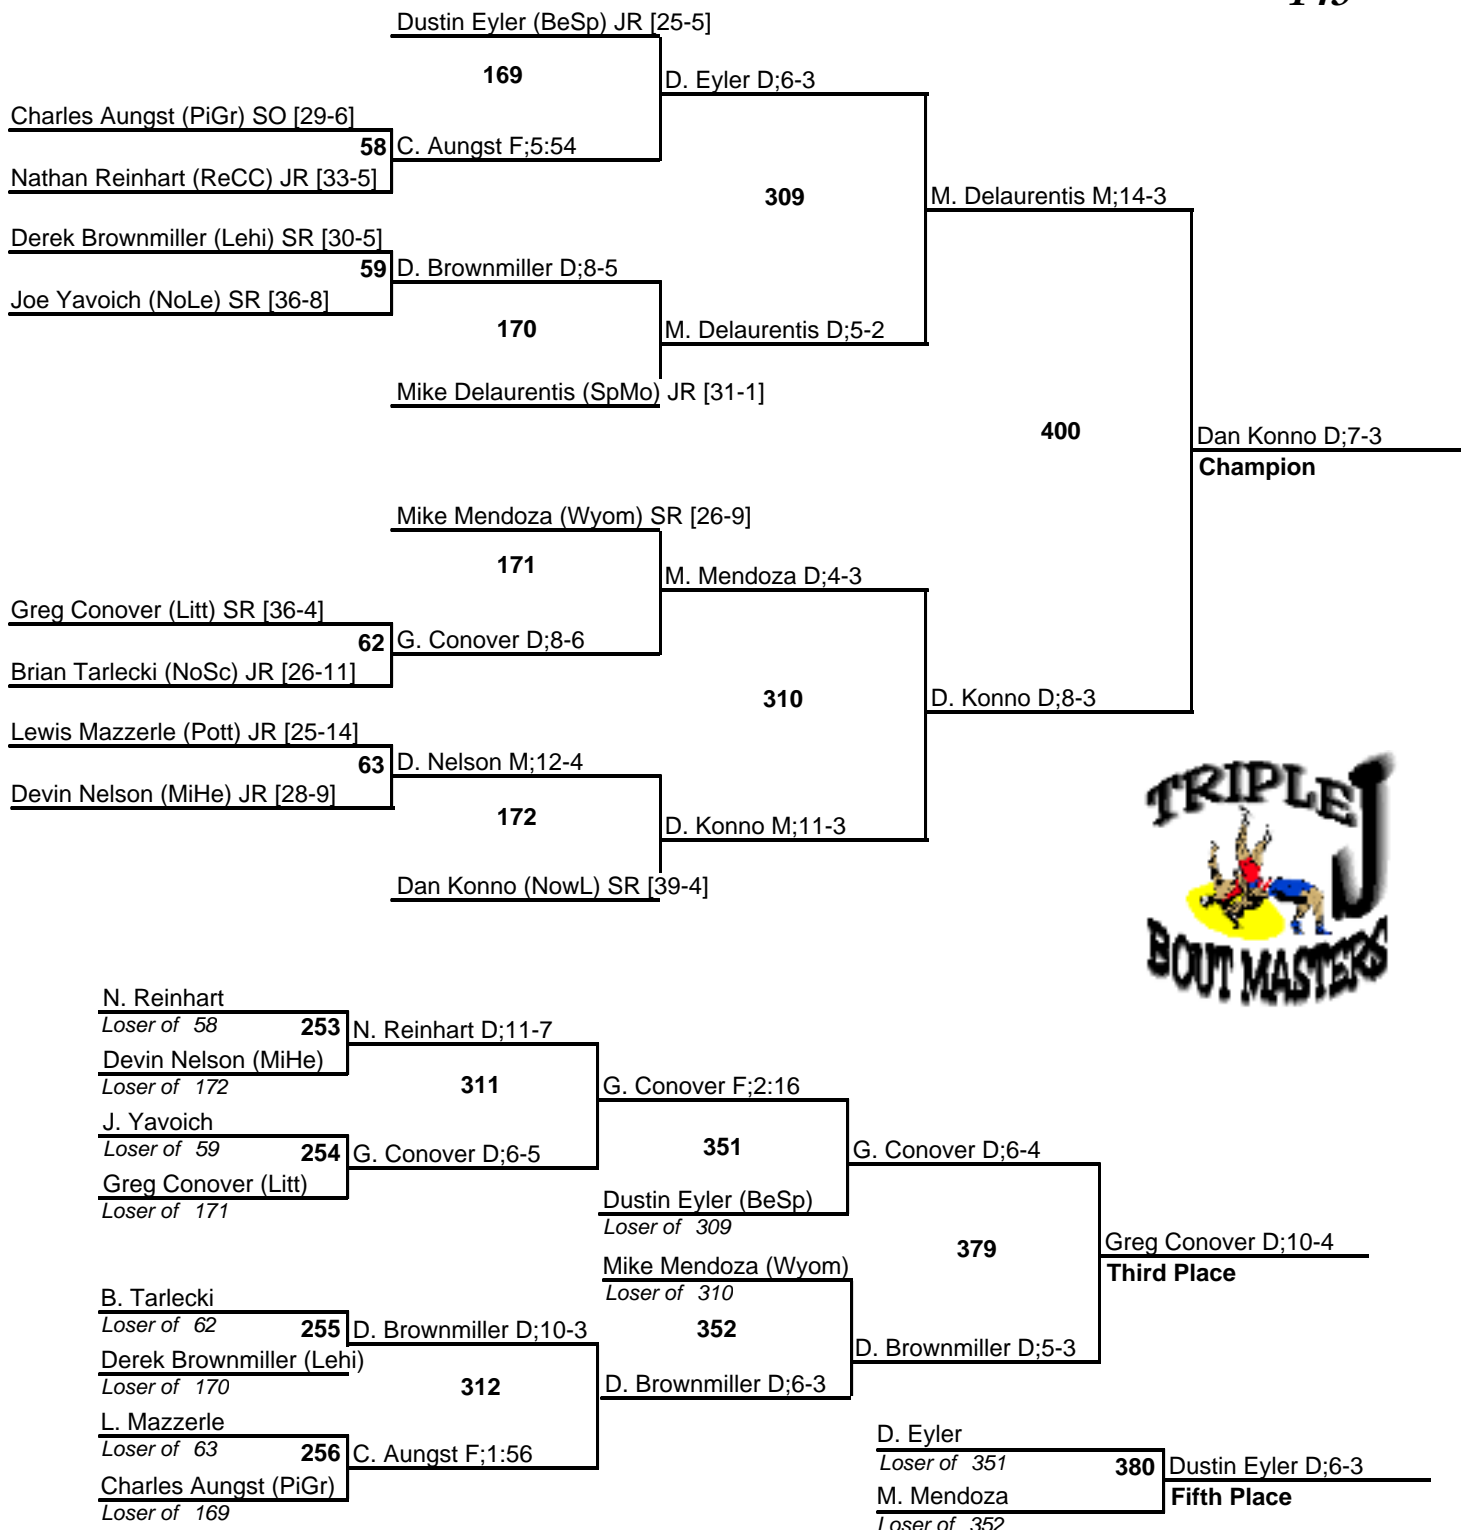 Dustin Eyler (BeSp) JR [25-5]
169
D. Eyler D;6-3
Charles Aungst (PiGr) SO [29-6]
58
C. Aungst F;5:54
Nathan Reinhart (ReCC) JR [33-5]
309
M. Delaurentis M;14-3
Derek Brownmiller (Lehi) SR [30-5]
59
D. Brownmiller D;8-5
Joe Yavoich (NoLe) SR [36-8]
170
M. Delaurentis D;5-2
Mike Delaurentis (SpMo) JR [31-1]
400
Dan Konno D;7-3
Champion
Mike Mendoza (Wyom) SR [26-9]
171
M. Mendoza D;4-3
Greg Conover (Litt) SR [36-4]
62
G. Conover D;8-6
Brian Tarlecki (NoSc) JR [26-11]
310
D. Konno D;8-3
Lewis Mazzerle (Pott) JR [25-14]
63
D. Nelson M;12-4
Devin Nelson (MiHe) JR [28-9]
172
D. Konno M;11-3
Dan Konno (NowL) SR [39-4]
TRIPLE J
BOUT MASTERS
N. Reinhart
Loser of 58
253
N. Reinhart D;11-7
Devin Nelson (MiHe)
Loser of 172
311
G. Conover F;2:16
J. Yavoich
Loser of 59
254
G. Conover D;6-5
Greg Conover (Litt)
Loser of 171
351
G. Conover D;6-4
Dustin Eyler (BeSp)
Loser of 309
379
Greg Conover D;10-4
Third Place
Mike Mendoza (Wyom)
Loser of 310
B. Tarlecki
Loser of 62
255
D. Brownmiller D;10-3
352
D. Brownmiller D;5-3
Derek Brownmiller (Lehi)
Loser of 170
312
D. Brownmiller D;6-3
L. Mazzerle
Loser of 63
256
C. Aungst F;1:56
Charles Aungst (PiGr)
Loser of 169
D. Eyler
Loser of 351
380
Dustin Eyler D;6-3
Fifth Place
M. Mendoza
Loser of 352